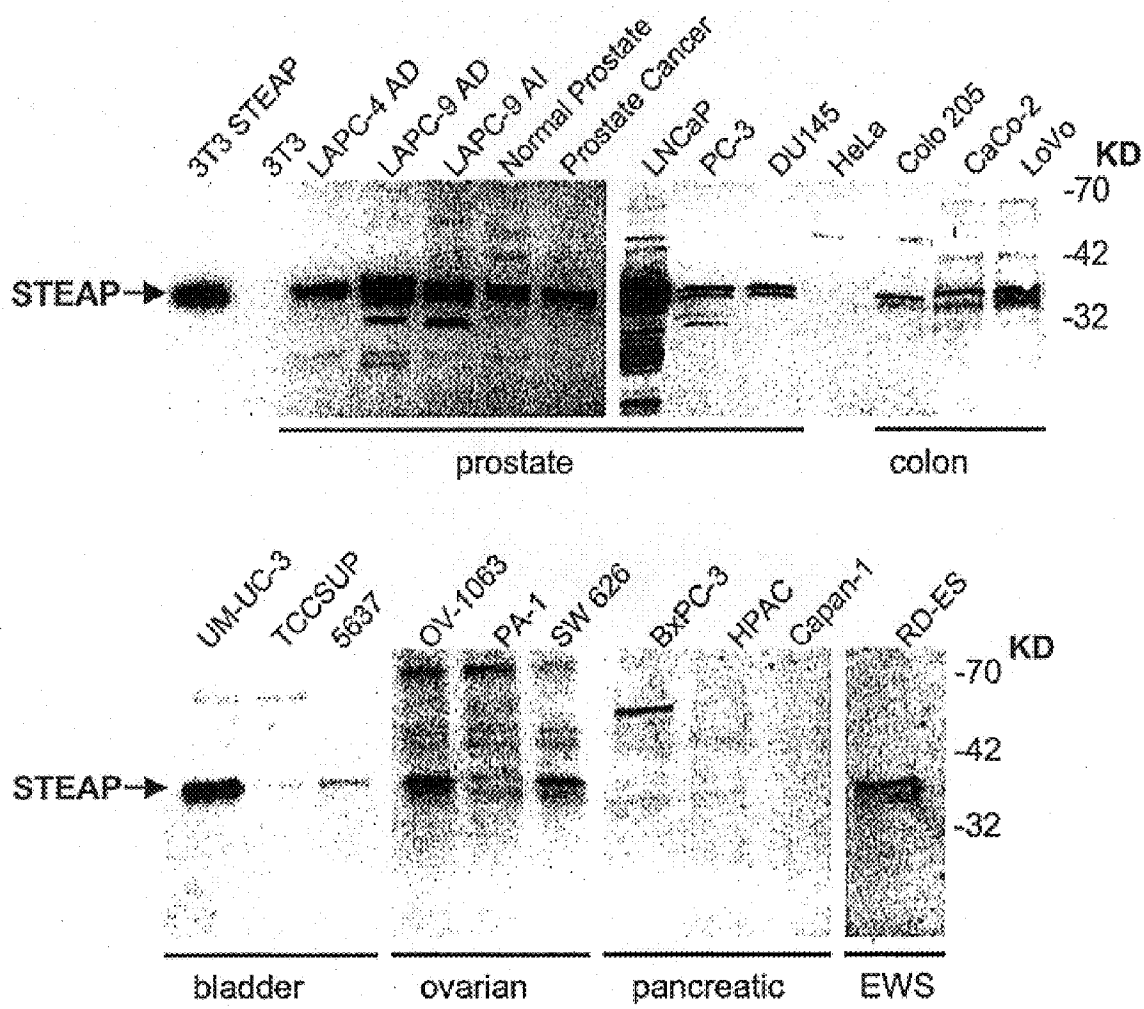 3T3 STEAP
3T3
LAPC-4 AD
LAPC-9 AD
LAPC-9 AI
Normal Prostate
Prostate Cancer
LNCaP
PC-3
DU145
HeLa
Colo 205
CaCo-2
LoVo
KD
-70
-42
STEAP
-32
prostate
colon
UM-UC-3
TCCSUP
5637
OV-1063
PA-1
SW 626
BxPC-3
HPAC
Capan-1
RD-ES
KD
-70
-42
STEAP
-32
bladder
ovarian
pancreatic
EWS